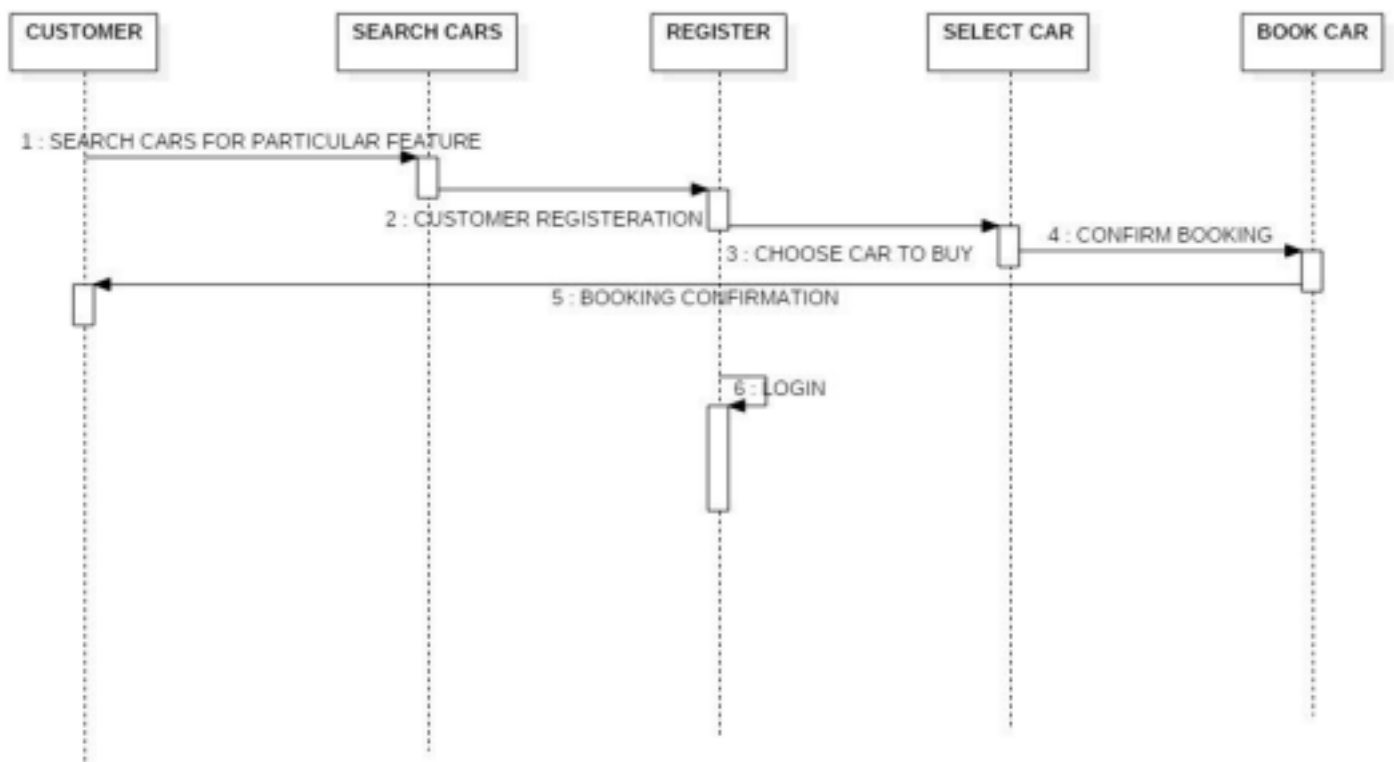 CUSTOMER
SEARCH CARS
REGISTER
SELECT CAR
BOOK CAR
1 : SEARCH CARS FOR PARTICULAR FEATURE
2 : CUSTOMER REGISTERATION
3 : CHOOSE CAR TO BUY
4 : CONFIRM BOOKING
5 : BOOKING CONFIRMATION
6 : LOGIN